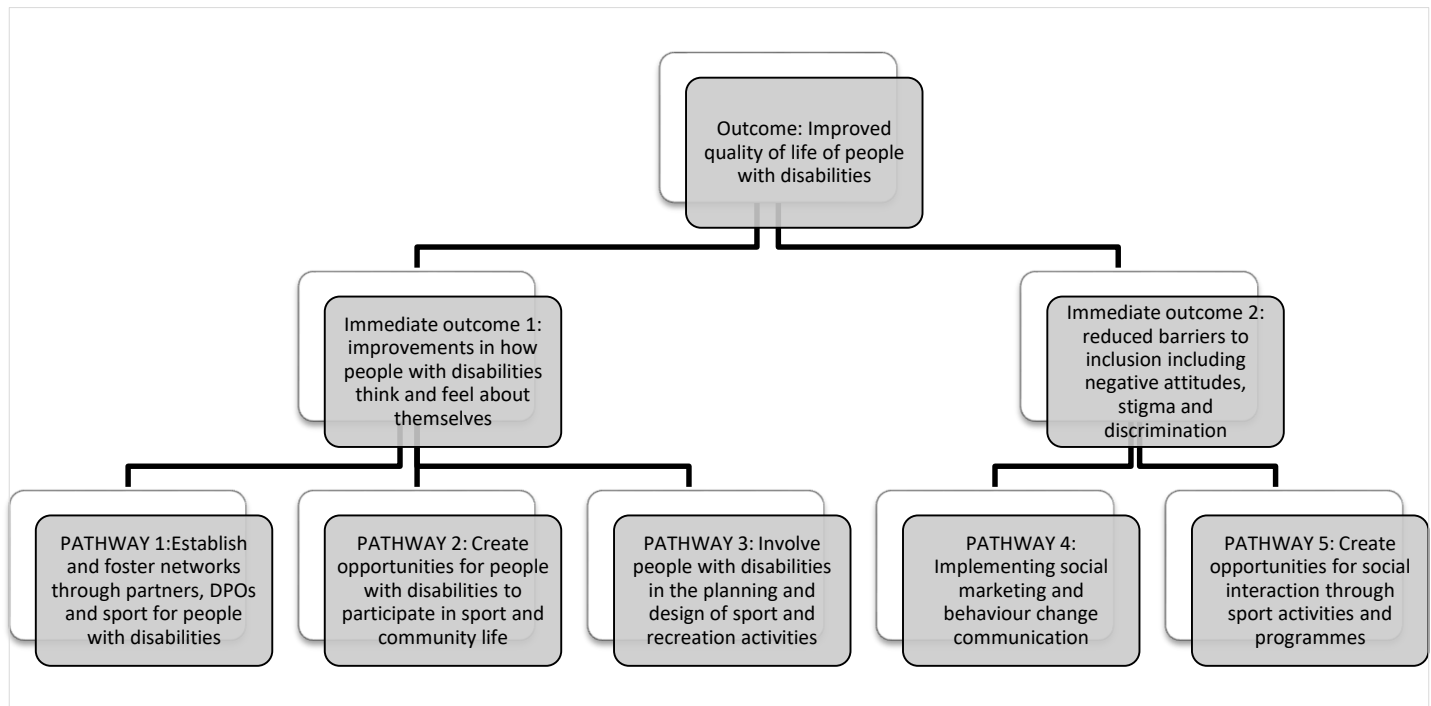 Outcome: Improved
quality of life of people
with disabilities
Immediate outcome 1:
improvements in how
people with disabilities
think and feel about
themselves
Immediate outcome 2:
reduced barriers to
inclusion including
negative attitudes,
stigma and
discrimination
PATHWAY 1:Establish
and foster networks
through partners, DPOs
and sport for people
with disabilities
PATHWAY 2: Create
opportunities for people
with disabilities to
participate in sport and
community life
PATHWAY 3: Involve
people with disabilities
in the planning and
design of sport and
recreation activities
PATHWAY 4:
Implementing social
marketing and
behaviour change
communication
PATHWAY 5: Create
opportunities for social
interaction through
sport activities and
programmes